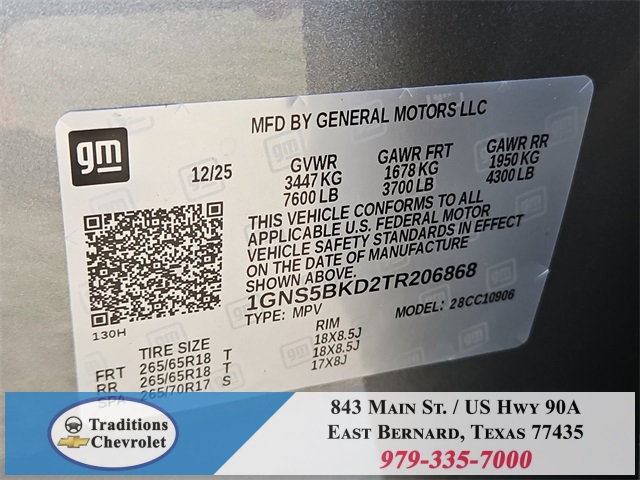 MFD BY GENERAL MOTORS LLC
gm
12/25
GVWR
3447 KG
7600 LB
GAWR FRT
1678 KG
3700 LB
GAWR RR
1950 KG
4300 LB
THIS VEHICLE CONFORMS TO ALL
APPLICABLE U.S. FEDERAL MOTOR
VEHICLE SAFETY STANDARDS IN EFFECT
ON THE DATE OF MANUFACTURE
SHOWN ABOVE.
1GNS5BKD2TR206868
TYPE: MPV
MODEL: 28CC10906
130H
TIRE SIZE
RIM
FRT 265/65R18 T 18X8.5J
RR 265/65R18 T 18X8.5J
SPA 265/70R17 S 17X8J
Traditions
Chevrolet
843 Main St. / US Hwy 90A
East Bernard, Texas 77435
979-335-7000